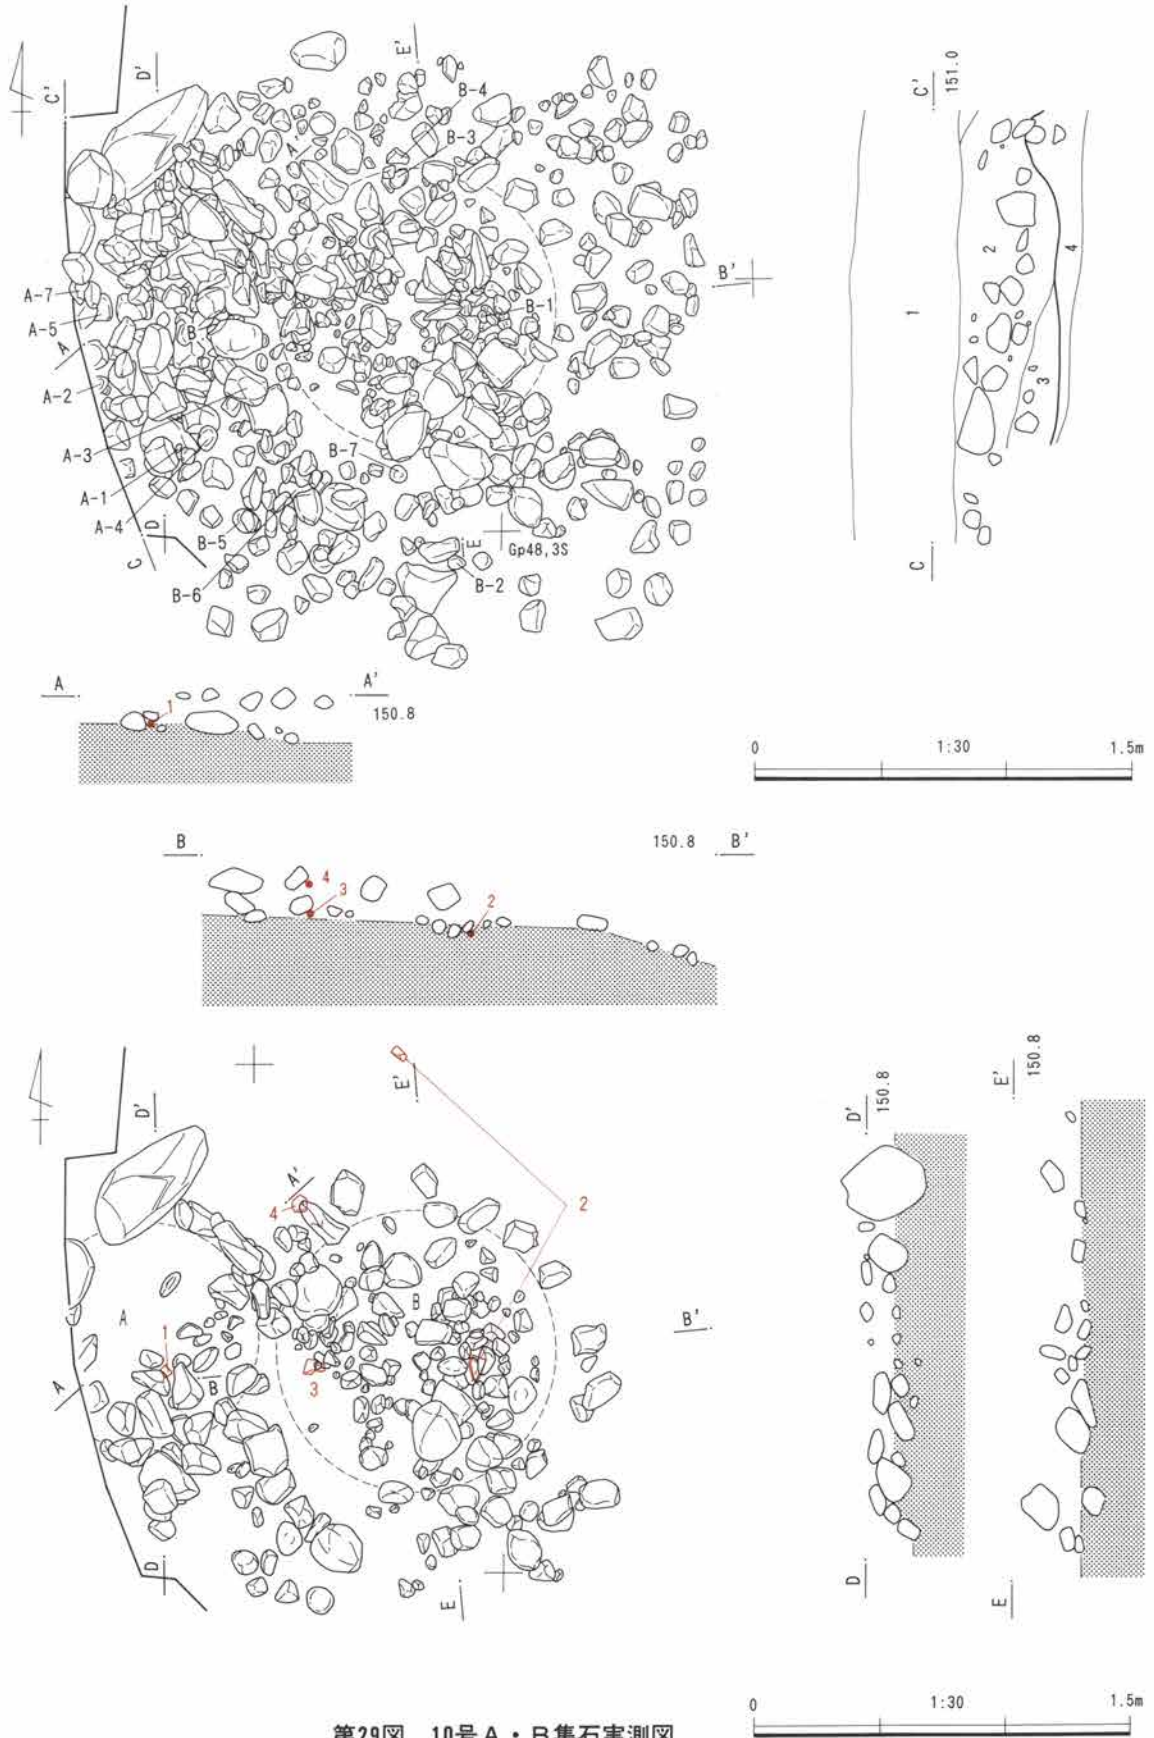 C'
D'
E'
B-4
A'
B-3
C'
151.0
B'
A-7
B-1
A-5
B
A
A-2
A-3
B-7
A-1
A-4
D
B-5
E
Gp48,3S
C
B-6
B-2
1
2
3
4
C
A
A'
1
150.8
0
1:30
1.5m
B
150.8
B'
4
3
2
D'
E'
A'
4
2
A
B
B'
1
3
A
B
D
E
D'
150.8
E'
150.8
D
E
0
1:30
1.5m
第29図 10号A・B集石実測図